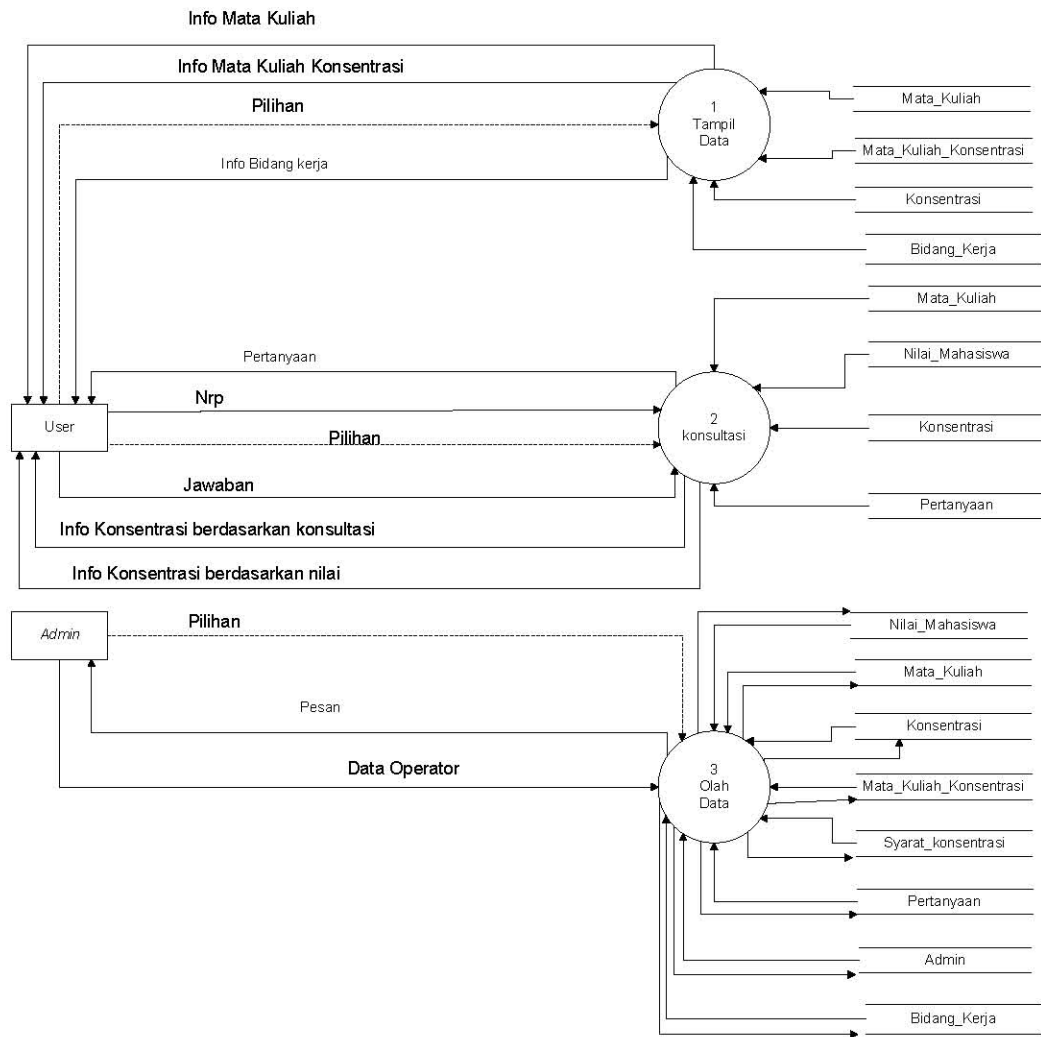 Info Mata Kuliah
Info Mata Kuliah Konsentrasi
Pilihan
Info Bidang kerja
1
Tampil
Data
Mata_Kuliah
Mata_Kuliah_Konsentrasi
Konsentrasi
Bidang_Kerja
Mata_Kuliah
Nilai_Mahasiswa
Konsentrasi
Pertanyaan
Pertanyaan
Nrp
User
Pilihan
2
konsultasi
Jawaban
Info Konsentrasi berdasarkan konsultasi
Info Konsentrasi berdasarkan nilai
Admin
Pilihan
Pesan
Data Operator
3
Olah
Data
Nilai_Mahasiswa
Mata_Kuliah
Konsentrasi
Mata_Kuliah_Konsentrasi
Syarat_konsentrasi
Pertanyaan
Admin
Bidang_Kerja